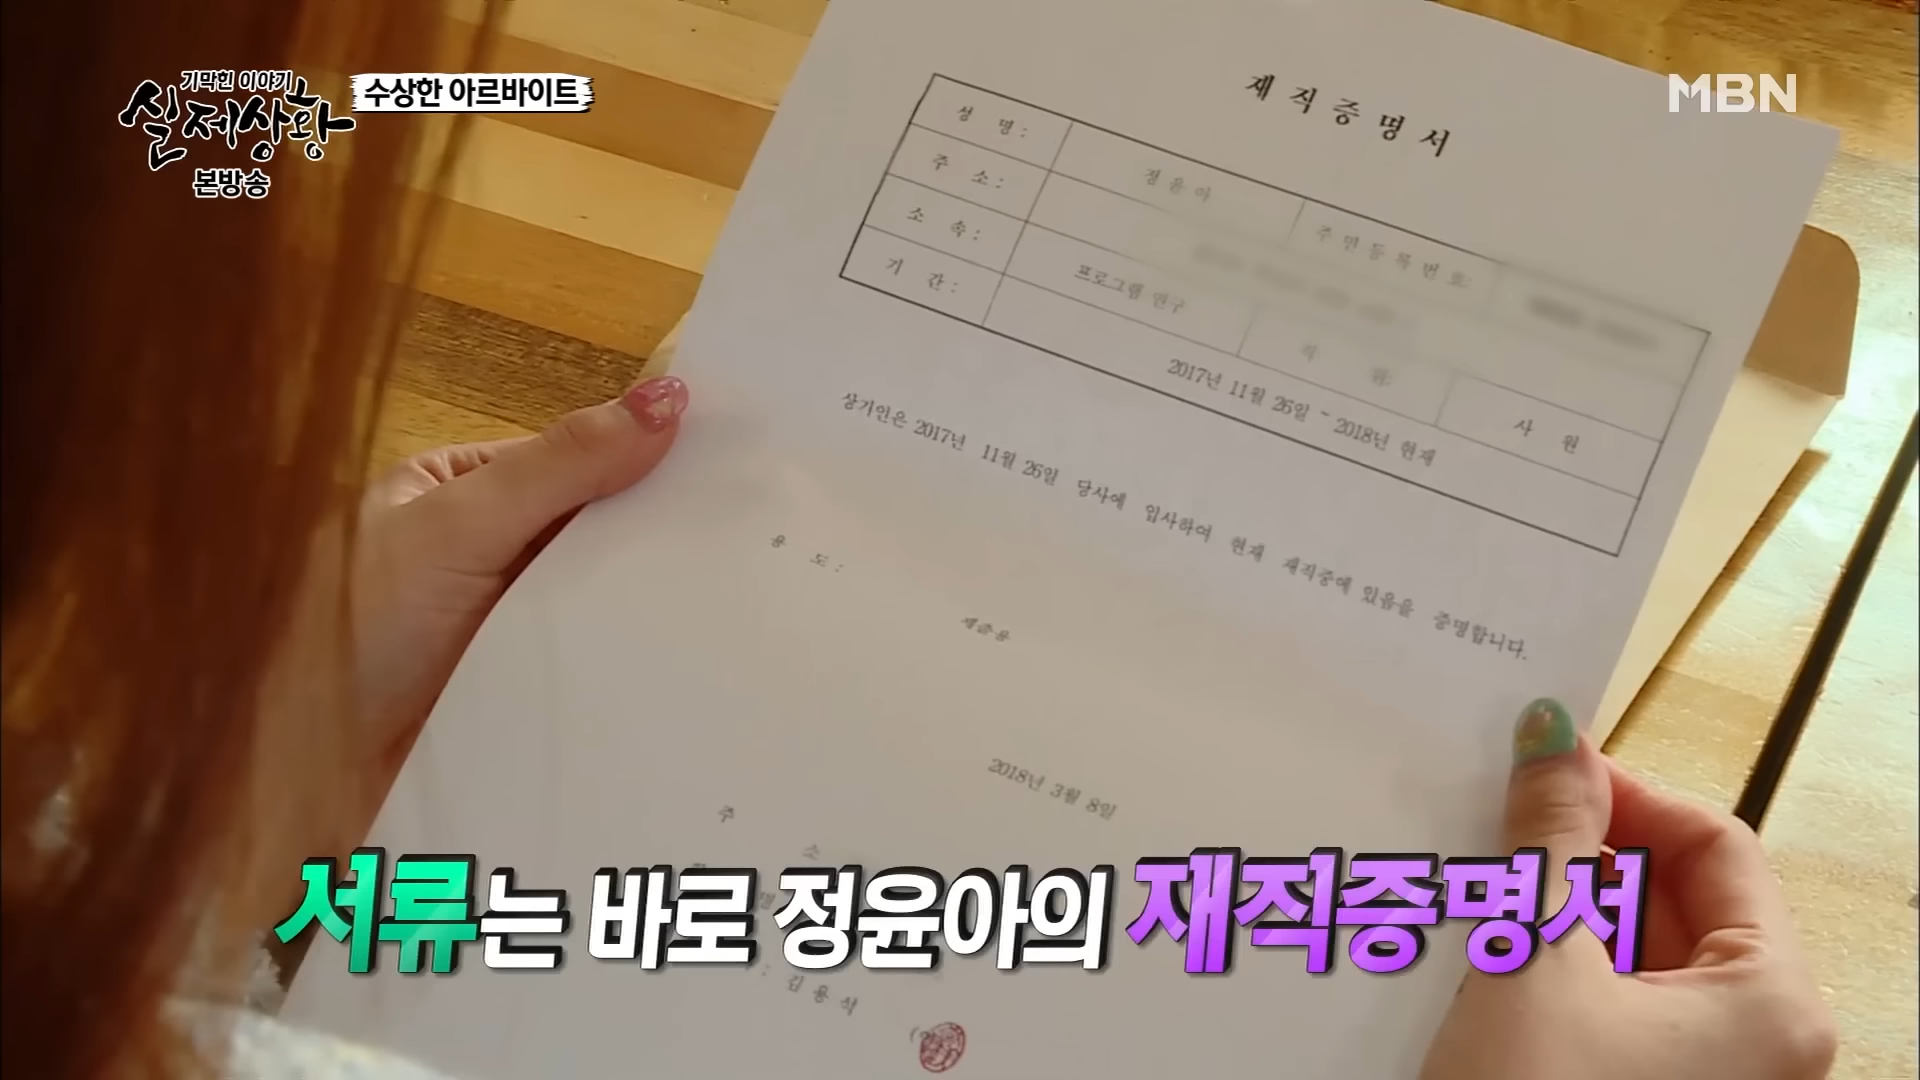 기막힌 이야기
실제상황
본방송
수상한 아르바이트
MBN
재직증명서
성 명 : 정윤아 주민등록번호:
주 소 :
소 속 : 프로그램 연구 직 위: 사 원
기 간 : 2017년 11월 26일 ~ 2018년 현재
상기인은 2017년 11월 26일 당사에 입사하여 현재 재직중에 있음을 증명합니다.
용 도 : 제출용
2018년 3월 8일
주 소
: 김용석
서류는 바로 정윤아의 재직증명서